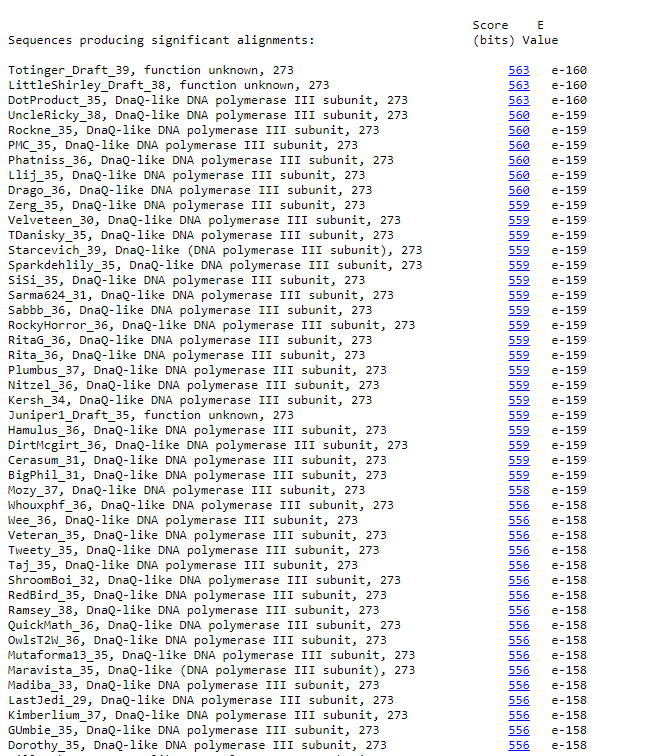 Score E
Sequences producing significant alignments: (bits) Value
Totinger_Draft_39, function unknown, 273 563 e-160
LittleShirley_Draft_38, function unknown, 273 563 e-160
DotProduct_35, DnaQ-like DNA polymerase III subunit, 273 563 e-160
UncleRicky_38, DnaQ-like DNA polymerase III subunit, 273 560 e-159
Rockne_35, DnaQ-like DNA polymerase III subunit, 273 560 e-159
PMC_35, DnaQ-like DNA polymerase III subunit, 273 560 e-159
Phatniss_36, DnaQ-like DNA polymerase III subunit, 273 560 e-159
Llij_35, DnaQ-like DNA polymerase III subunit, 273 560 e-159
Drago_36, DnaQ-like DNA polymerase III subunit, 273 560 e-159
Zerg_35, DnaQ-like DNA polymerase III subunit, 273 559 e-159
Velveteen_30, DnaQ-like DNA polymerase III subunit, 273 559 e-159
TDanisky_35, DnaQ-like DNA polymerase III subunit, 273 559 e-159
Starcevich_39, DnaQ-like (DNA polymerase III subunit), 273 559 e-159
Sparkdehlily_35, DnaQ-like DNA polymerase III subunit, 273 559 e-159
SiSi_35, DnaQ-like DNA polymerase III subunit, 273 559 e-159
Sarma624_31, DnaQ-like DNA polymerase III subunit, 273 559 e-159
Sabbb_36, DnaQ-like DNA polymerase III subunit, 273 559 e-159
RockyHorror_36, DnaQ-like DNA polymerase III subunit, 273 559 e-159
RitaG_36, DnaQ-like DNA polymerase III subunit, 273 559 e-159
Rita_36, DnaQ-like DNA polymerase III subunit, 273 559 e-159
Plumbus_37, DnaQ-like DNA polymerase III subunit, 273 559 e-159
Nitzel_36, DnaQ-like DNA polymerase III subunit, 273 559 e-159
Kersh_34, DnaQ-like DNA polymerase III subunit, 273 559 e-159
Juniper1_Draft_35, function unknown, 273 559 e-159
Hamulus_36, DnaQ-like DNA polymerase III subunit, 273 559 e-159
DirtMcgirt_36, DnaQ-like DNA polymerase III subunit, 273 559 e-159
Cerasum_31, DnaQ-like DNA polymerase III subunit, 273 559 e-159
BigPhil_31, DnaQ-like DNA polymerase III subunit, 273 559 e-159
Mozy_37, DnaQ-like DNA polymerase III subunit, 273 558 e-159
Whouxphf_36, DnaQ-like DNA polymerase III subunit, 273 556 e-158
Wee_36, DnaQ-like DNA polymerase III subunit, 273 556 e-158
Veteran_35, DnaQ-like DNA polymerase III subunit, 273 556 e-158
Tweety_35, DnaQ-like DNA polymerase III subunit, 273 556 e-158
Taj_35, DnaQ-like DNA polymerase III subunit, 273 556 e-158
ShroomBoi_32, DnaQ-like DNA polymerase III subunit, 273 556 e-158
RedBird_35, DnaQ-like DNA polymerase III subunit, 273 556 e-158
Ramsey_38, DnaQ-like DNA polymerase III subunit, 273 556 e-158
QuickMath_36, DnaQ-like DNA polymerase III subunit, 273 556 e-158
OwlsT2W_36, DnaQ-like DNA polymerase III subunit, 273 556 e-158
Mutaforma13_35, DnaQ-like DNA polymerase III subunit, 273 556 e-158
Maravista_35, DnaQ-like (DNA polymerase III subunit), 273 556 e-158
Madiba_33, DnaQ-like DNA polymerase III subunit, 273 556 e-158
LastJedi_29, DnaQ-like DNA polymerase III subunit, 273 556 e-158
Kimberlium_37, DnaQ-like DNA polymerase III subunit, 273 556 e-158
GUmbie_35, DnaQ-like DNA polymerase III subunit, 273 556 e-158
Dorothy_35, DnaQ-like DNA polymerase III subunit, 273 556 e-158